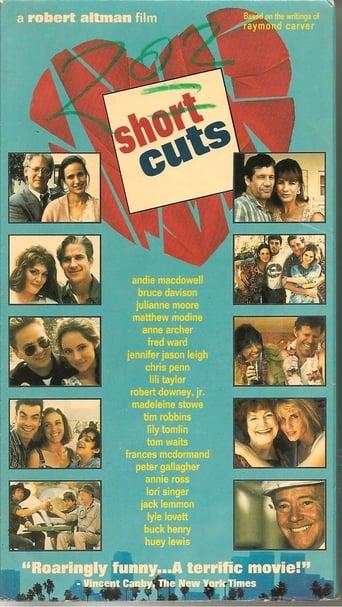 a robert altman film
Based on the writings of
raymond carver
202
short
cuts
andie macdowell
bruce davison
julianne moore
matthew modine
anne archer
fred ward
jennifer jason leigh
chris penn
lili taylor
robert downey, jr.
madeleine stowe
tim robbins
lily tomlin
tom waits
frances mcdormand
peter gallagher
annie ross
lori singer
jack lemmon
lyle lovett
buck henry
huey lewis
"Roaringly funny...A terrific movie!"
- Vincent Canby, The New York Times